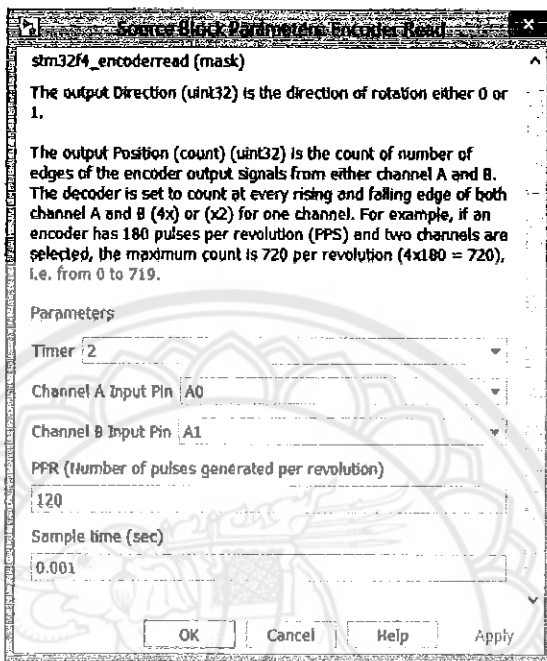 Source Block Parameters: Encoder Read
stm32f4_encoderread (mask)
The output Direction (uint32) is the direction of rotation either 0 or
1.
The output Position (count) (uint32) is the count of number of
edges of the encoder output signals from either channel A and B.
The decoder is set to count at every rising and falling edge of both
channel A and B (4x) or (x2) for one channel. For example, if an
encoder has 180 pulses per revolution (PPS) and two channels are
selected, the maximum count is 720 per revolution (4x180 = 720),
i.e. from 0 to 719.
Parameters
Timer 2
Channel A Input Pin A0
Channel B Input Pin A1
PPR (Number of pulses generated per revolution)
120
Sample time (sec)
0.001
OK Cancel Help Apply